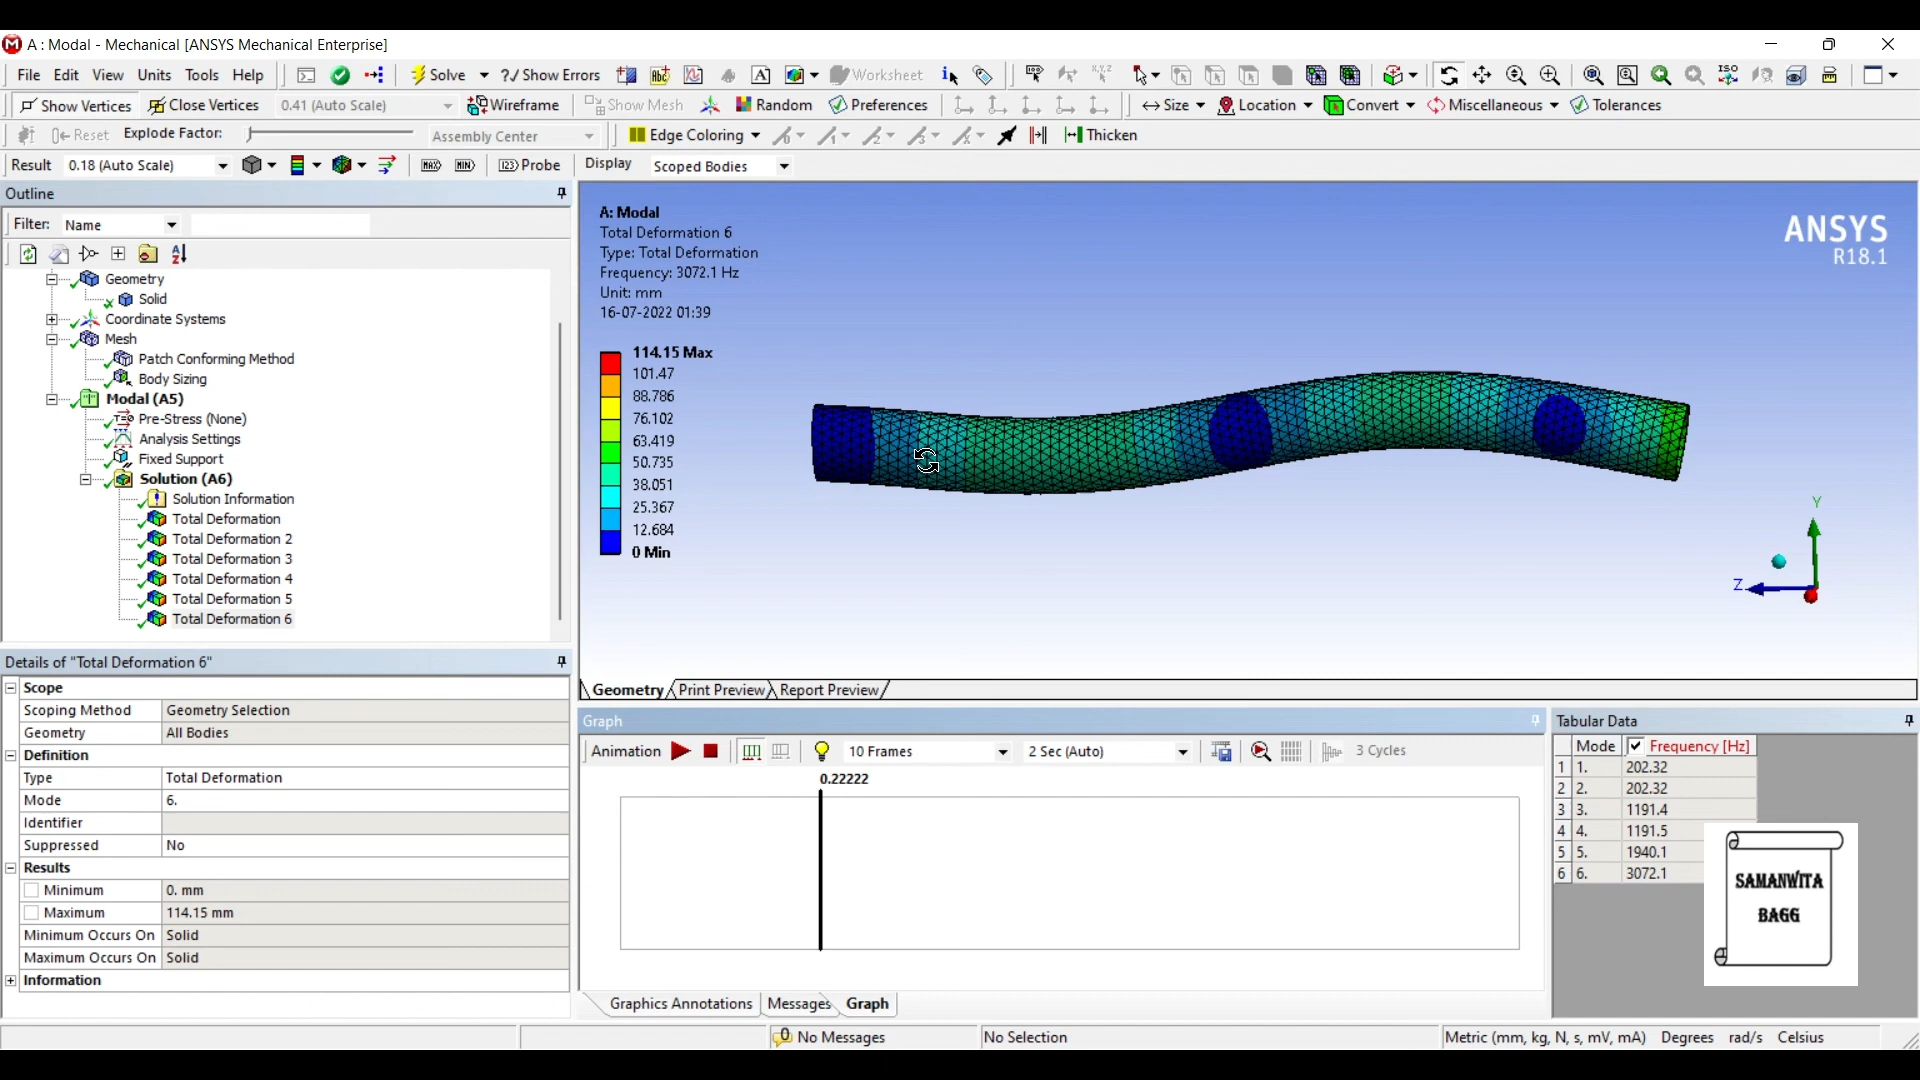 A : Modal - Mechanical [ANSYS Mechanical Enterprise]
File Edit View Units Tools Help Solve ?/ Show Errors Worksheet
Show Vertices Close Vertices 0.41 (Auto Scale) Wireframe Show Mesh Random Preferences Size Location Convert Miscellaneous Tolerances
Reset Explode Factor: Assembly Center Edge Coloring Thicken
Result 0.18 (Auto Scale) MAX MIN Probe Display Scoped Bodies
Outline
Filter: Name
Geometry
Solid
Coordinate Systems
Mesh
Patch Conforming Method
Body Sizing
Modal (A5)
Pre-Stress (None)
Analysis Settings
Fixed Support
Solution (A6)
Solution Information
Total Deformation
Total Deformation 2
Total Deformation 3
Total Deformation 4
Total Deformation 5
Total Deformation 6
Details of "Total Deformation 6"
Scope
Scoping Method Geometry Selection
Geometry All Bodies
Definition
Type Total Deformation
Mode 6.
Identifier
Suppressed No
Results
Minimum 0. mm
Maximum 114.15 mm
Minimum Occurs On Solid
Maximum Occurs On Solid
Information
A: Modal
Total Deformation 6
Type: Total Deformation
Frequency: 3072.1 Hz
Unit: mm
16-07-2022 01:39
114.15 Max
101.47
88.786
76.102
63.419
50.735
38.051
25.367
12.684
0 Min
ANSYS
R18.1
Y
Z
Geometry Print Preview Report Preview
Graph
Animation 10 Frames 2 Sec (Auto) 3 Cycles
0.22222
Graphics Annotations Messages Graph
Tabular Data
Mode Frequency [Hz]
1 1. 202.32
2 2. 202.32
3 3. 1191.4
4 4. 1191.5
5 5. 1940.1
6 6. 3072.1
SAMANWITA
BAGG
No Messages No Selection Metric (mm, kg, N, s, mV, mA) Degrees rad/s Celsius